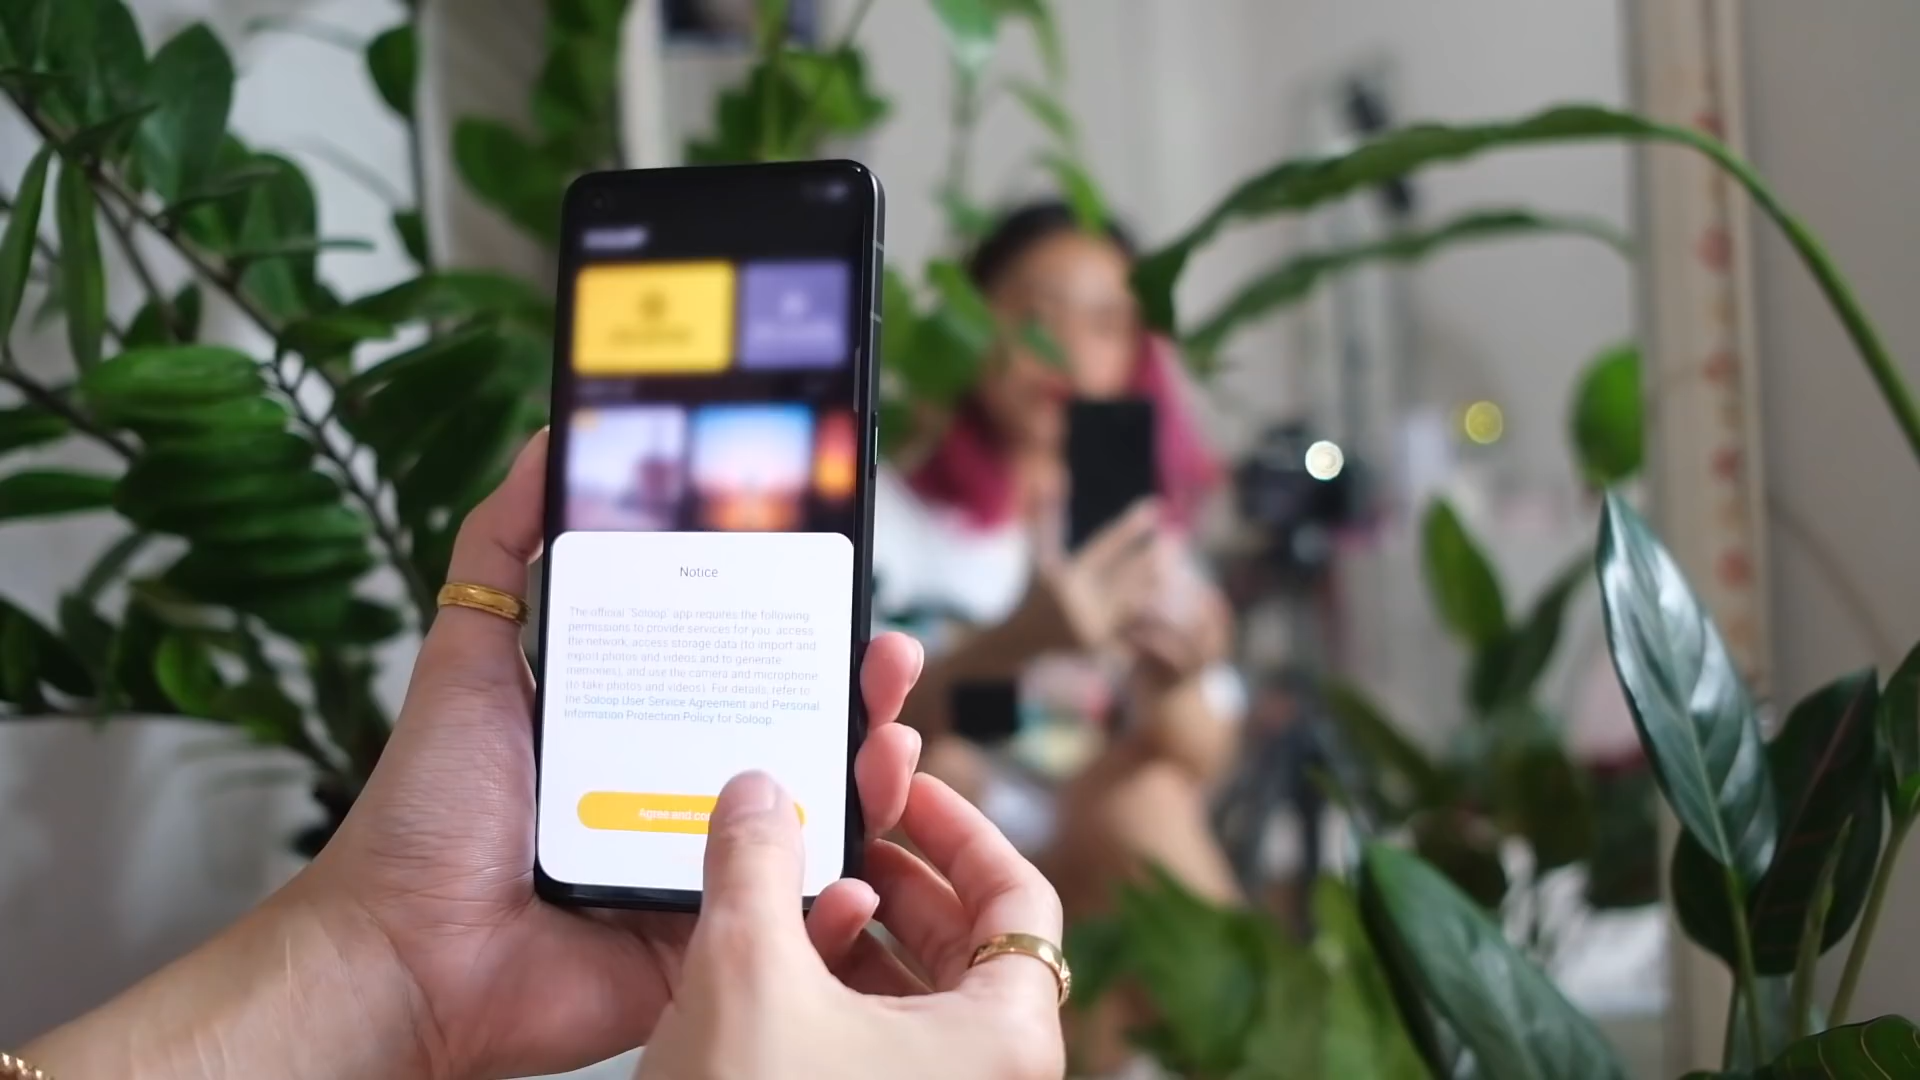 Notice
The official "Soloop" app requires the following
permissions to provide services for you: access
the network, access storage data (to import and
export photos and videos and to generate
memories), and use the camera and microphone
(to take photos and videos). For details, refer to
the Soloop User Service Agreement and Personal
Information Protection Policy for Soloop.
Agree and